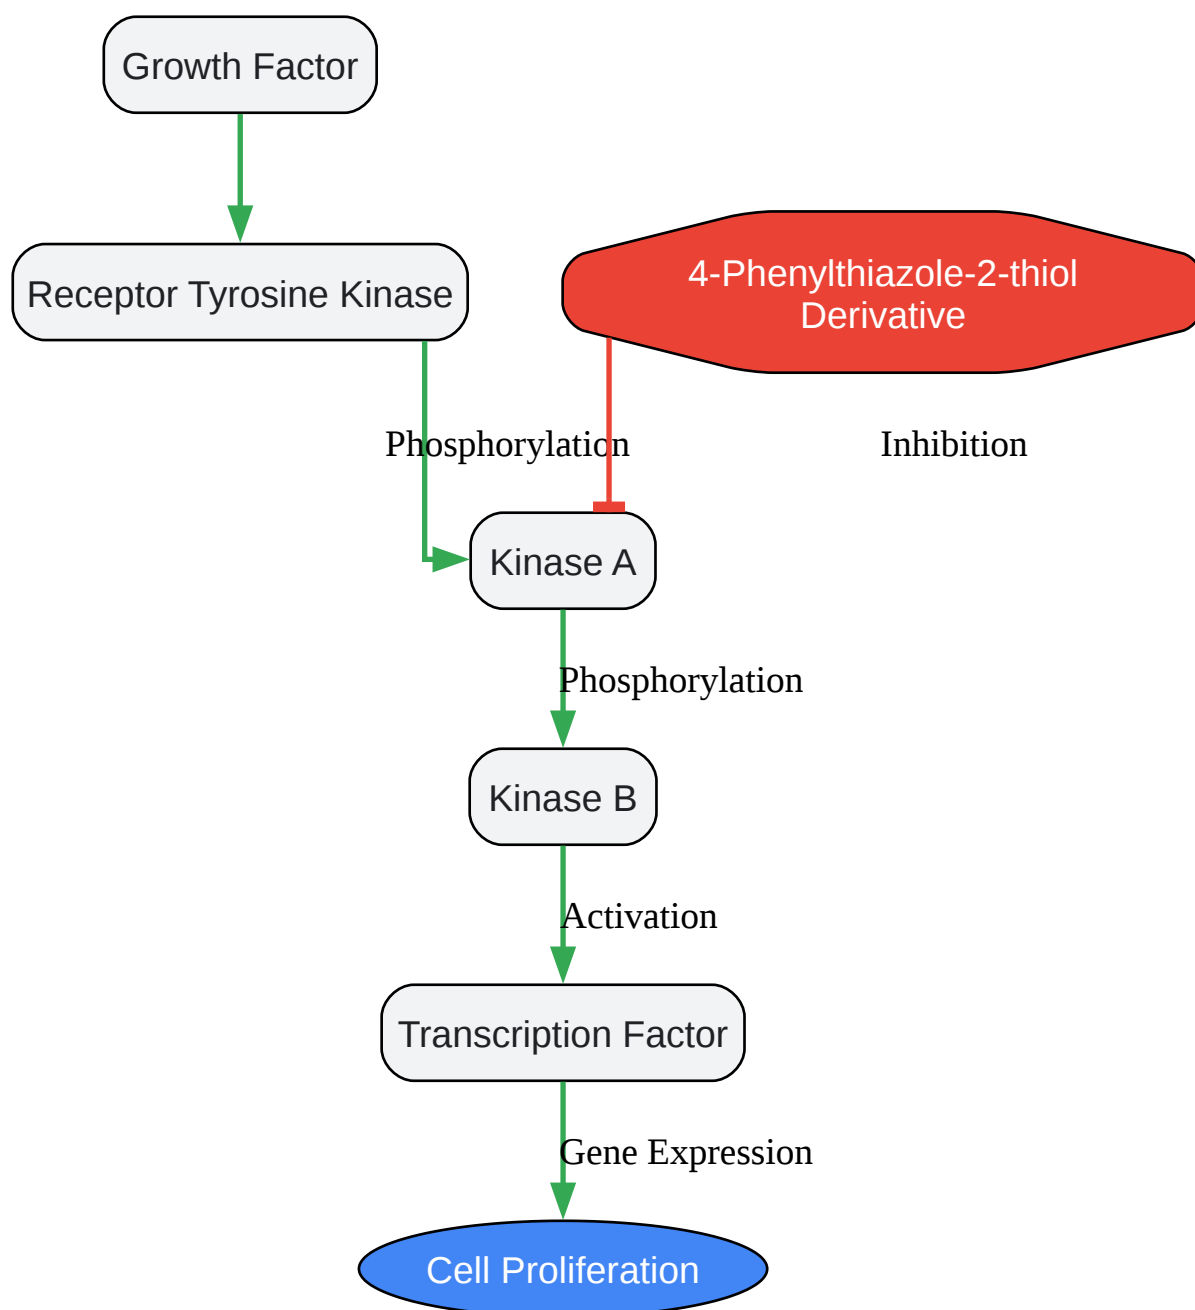 Growth Factor
Receptor Tyrosine Kinase
4-Phenylthiazole-2-thiol
Derivative
Phosphorylation
Inhibition
Kinase A
Phosphorylation
Kinase B
Activation
Transcription Factor
Gene Expression
Cell Proliferation